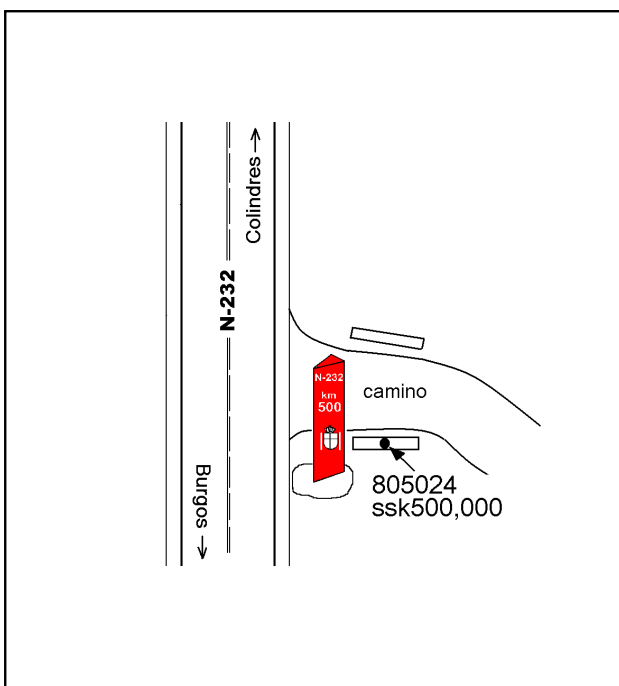 Colindres →
N-232
Burgos →
N-232
km
500
camino
805024
ssk500,000